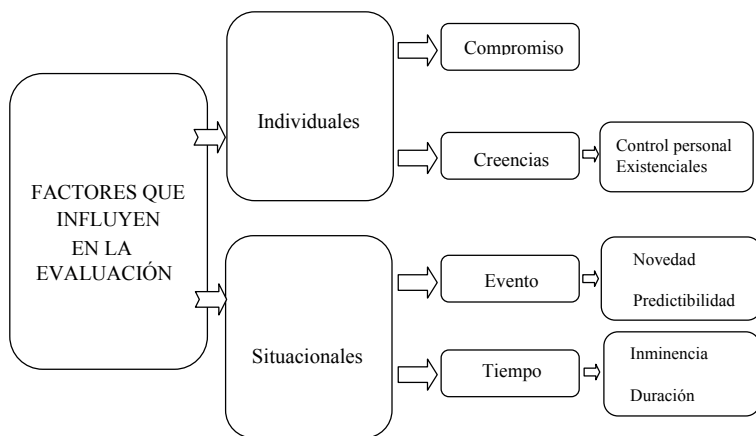 FACTORES QUE
INFLUYEN
EN LA
EVALUACIÓN
Individuales
Compromiso
Creencias
Control personal
Existenciales
Situacionales
Evento
Novedad
Predictibilidad
Tiempo
Inminencia
Duración